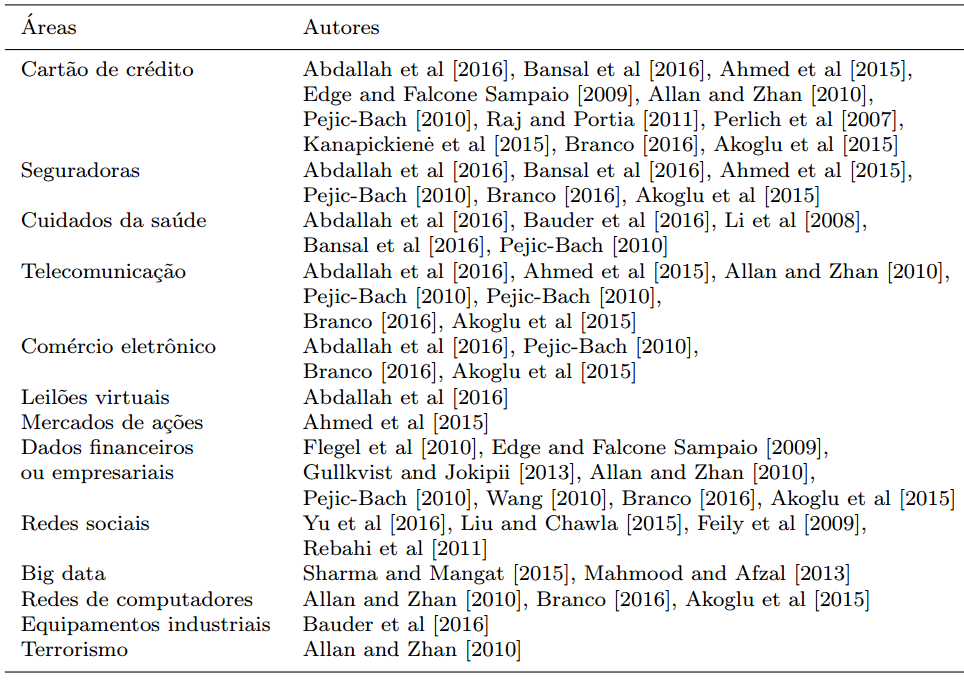 Áreas Autores
Cartão de crédito Abdallah et al [2016], Bansal et al [2016], Ahmed et al [2015],
Edge and Falcone Sampaio [2009], Allan and Zhan [2010],
Pejic-Bach [2010], Raj and Portia [2011], Perlich et al [2007],
Kanapickienė et al [2015], Branco [2016], Akoglu et al [2015]
Seguradoras Abdallah et al [2016], Bansal et al [2016], Ahmed et al [2015],
Pejic-Bach [2010], Branco [2016], Akoglu et al [2015]
Cuidados da saúde Abdallah et al [2016], Bauder et al [2016], Li et al [2008],
Bansal et al [2016], Pejic-Bach [2010]
Telecomunicação Abdallah et al [2016], Ahmed et al [2015], Allan and Zhan [2010],
Pejic-Bach [2010], Pejic-Bach [2010],
Branco [2016], Akoglu et al [2015]
Comércio eletrônico Abdallah et al [2016], Pejic-Bach [2010],
Branco [2016], Akoglu et al [2015]
Leilões virtuais Abdallah et al [2016]
Mercados de ações Ahmed et al [2015]
Dados financeiros Flegel et al [2010], Edge and Falcone Sampaio [2009],
ou empresariais Gullkvist and Jokipii [2013], Allan and Zhan [2010],
Pejic-Bach [2010], Wang [2010], Branco [2016], Akoglu et al [2015]
Redes sociais Yu et al [2016], Liu and Chawla [2015], Feily et al [2009],
Rebahi et al [2011]
Big data Sharma and Mangat [2015], Mahmood and Afzal [2013]
Redes de computadores Allan and Zhan [2010], Branco [2016], Akoglu et al [2015]
Equipamentos industriais Bauder et al [2016]
Terrorismo Allan and Zhan [2010]